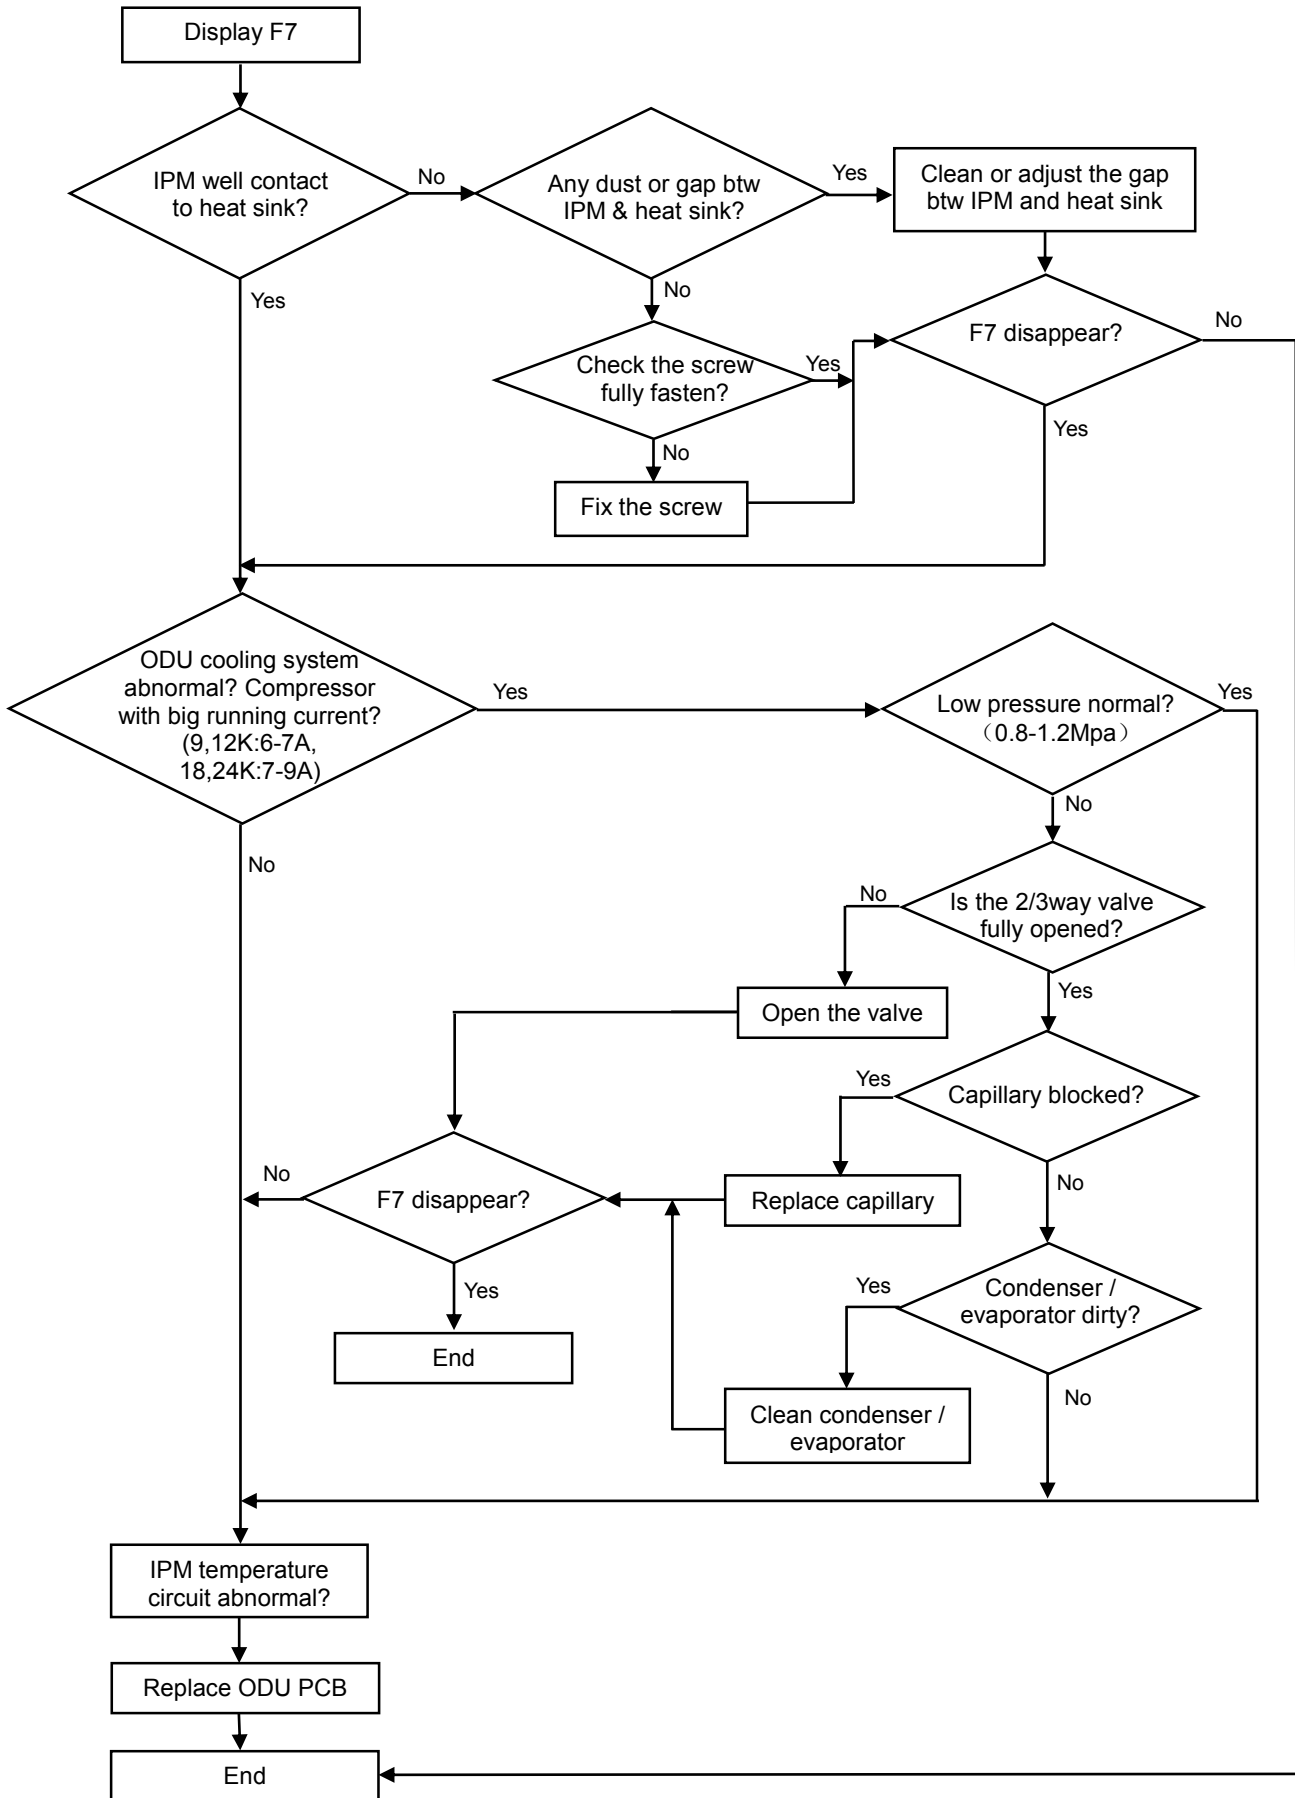 Display F7
IPM well contact
to heat sink?
No
Any dust or gap btw
IPM & heat sink?
Yes
Clean or adjust the gap
btw IPM and heat sink
Yes
No
F7 disappear?
No
Check the screw
fully fasten?
Yes
Yes
No
Fix the screw
ODU cooling system
abnormal? Compressor
with big running current?
(9,12K:6-7A,
18,24K:7-9A)
Yes
Low pressure normal?
（0.8-1.2Mpa）
Yes
No
No
Is the 2/3way valve
fully opened?
No
Yes
Open the valve
Capillary blocked?
Yes
No
Replace capillary
F7 disappear?
No
Yes
End
Condenser /
evaporator dirty?
Yes
No
Clean condenser /
evaporator
IPM temperature
circuit abnormal?
Replace ODU PCB
End